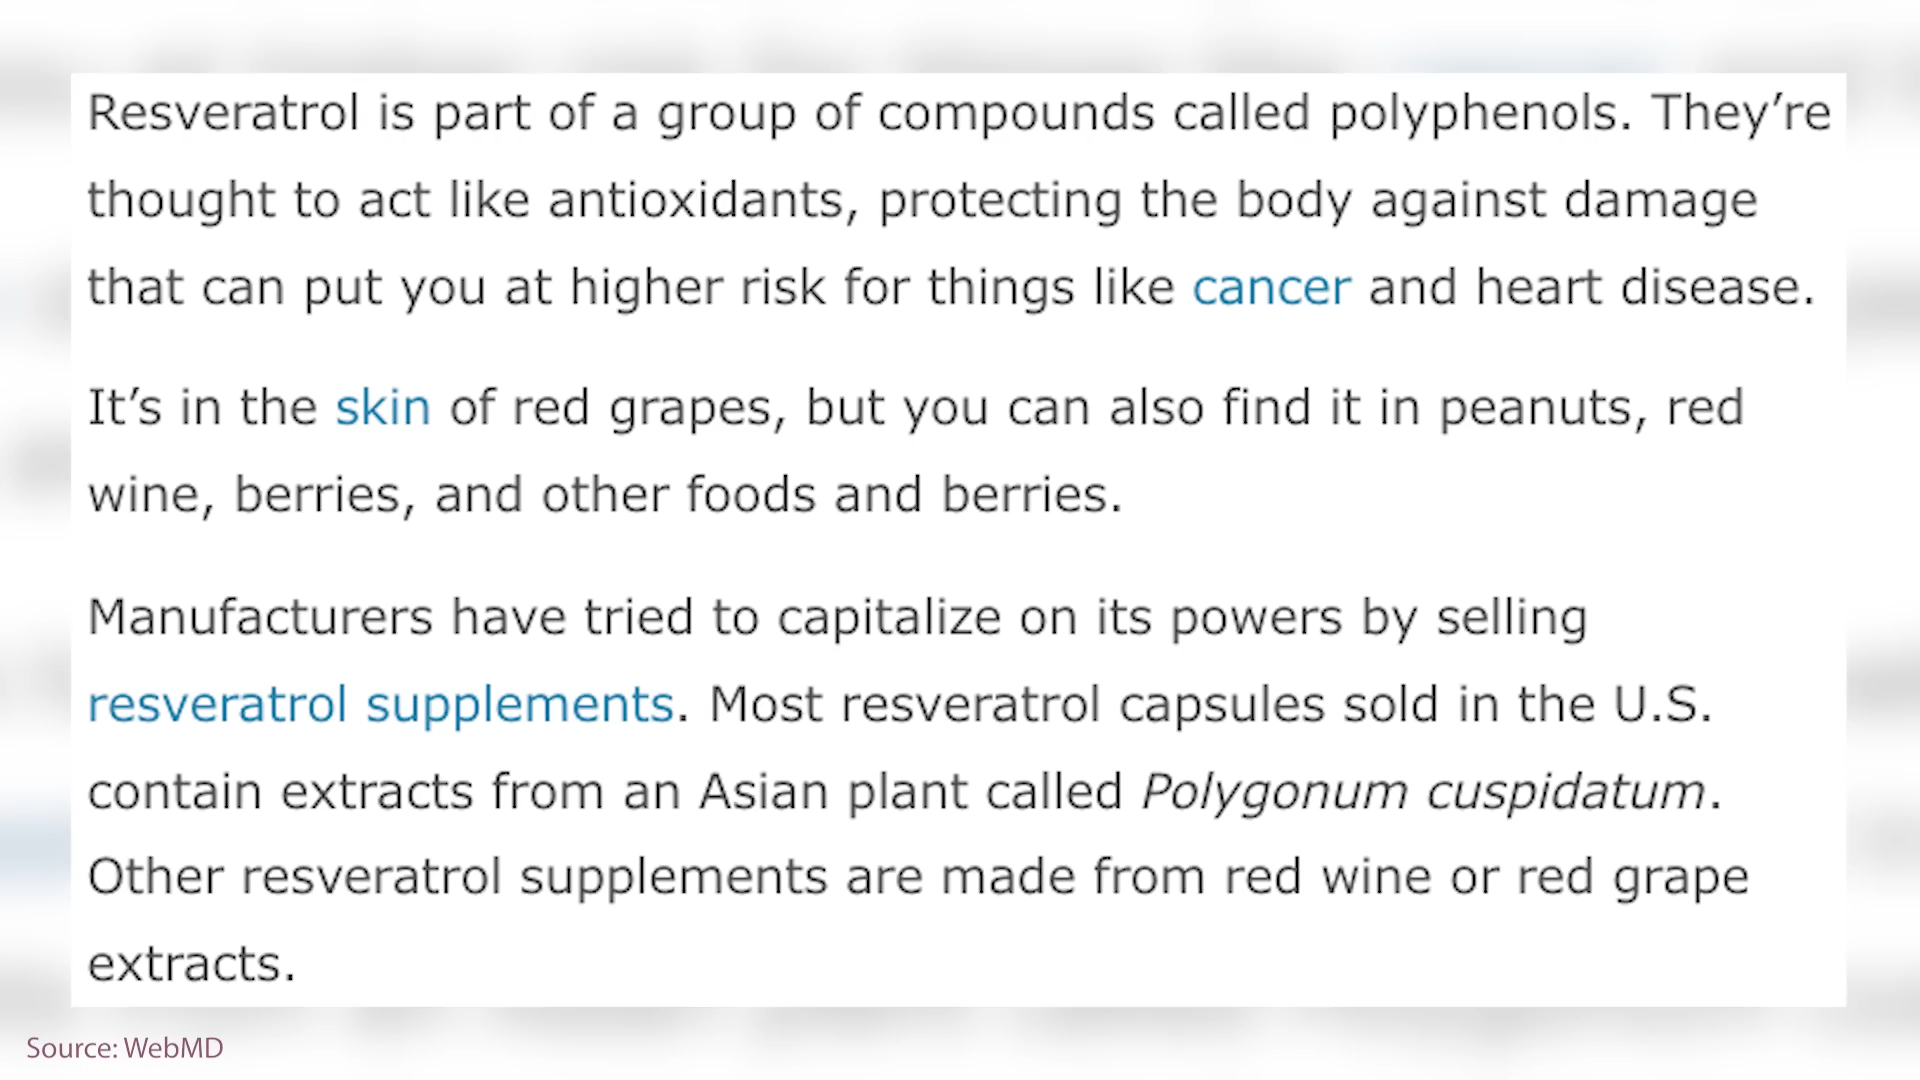 Resveratrol is part of a group of compounds called polyphenols. They’re
thought to act like antioxidants, protecting the body against damage
that can put you at higher risk for things like cancer and heart disease.
It’s in the skin of red grapes, but you can also find it in peanuts, red
wine, berries, and other foods and berries.
Manufacturers have tried to capitalize on its powers by selling
resveratrol supplements. Most resveratrol capsules sold in the U.S.
contain extracts from an Asian plant called Polygonum cuspidatum.
Other resveratrol supplements are made from red wine or red grape
extracts.
Source: WebMD